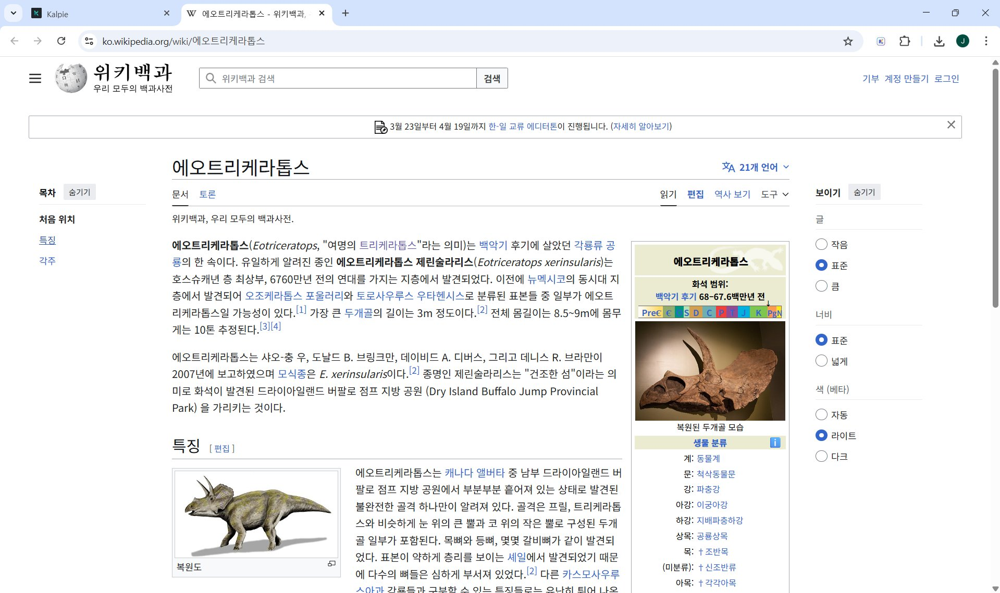 Kalpie
에오트리케라톱스 - 위키백과,
ko.wikipedia.org/wiki/에오트리케라톱스
J
위키백과
우리 모두의 백과사전
위키백과 검색
검색
기부 계정 만들기 로그인
3월 23일부터 4월 19일까지 한-일 교류 에디터톤이 진행됩니다. (자세히 알아보기)
에오트리케라톱스
21개 언어
목차 숨기기
처음 위치
특징
각주
문서 토론
읽기 편집 역사 보기 도구
위키백과, 우리 모두의 백과사전.
에오트리케라톱스(Eotriceratops, "여명의 트리케라톱스"라는 의미)는 백악기 후기에 살았던 각룡류 공
룡의 한 속이다. 유일하게 알려진 종인 에오트리케라톱스 제린술라리스(Eotriceratops xerinsularis)는
호스슈캐년 층 최상부, 6760만년 전의 연대를 가지는 지층에서 발견되었다. 이전에 뉴멕시코의 동시대 지
층에서 발견되어 오조케라톱스 포울러리와 토로사우루스 우타헨시스로 분류된 표본들 중 일부가 에오트
리케라톱스일 가능성이 있다.[1] 가장 큰 두개골의 길이는 3m 정도이다.[2] 전체 몸길이는 8.5~9m에 몸무
게는 10톤 추정된다.[3][4]
에오트리케라톱스는 샤오-충 우, 도날드 B. 브링크만, 데이비드 A. 디버스, 그리고 데니스 R. 브라만이
2007년에 보고하였으며 모식종은 E. xerinsularis이다.[2] 종명인 제린술라리스는 "건조한 섬"이라는 의
미로 화석이 발견된 드라이아일랜드 버팔로 점프 지방 공원 (Dry Island Buffalo Jump Provincial
Park) 을 가리키는 것이다.
특징 [ 편집 ]
복원도
에오트리케라톱스는 캐나다 앨버타 중 남부 드라이아일랜드 버
팔로 점프 지방 공원에서 부분부분 흩어져 있는 상태로 발견된
불완전한 골격 하나만이 알려져 있다. 골격은 프릴, 트리케라톱
스와 비슷하게 눈 위의 큰 뿔과 코 위의 작은 뿔로 구성된 두개
골 일부가 포함된다. 목뼈와 등뼈, 몇몇 갈비뼈가 같이 발견되
었다. 표본이 약하게 층리를 보이는 셰일에서 발견되었기 때문
에 다수의 뼈들은 심하게 부서져 있었다.[2] 다른 카스모사우루
스아과 각룡들과 구분할 수 있는 특징들로는 유난히 튀어 나온
에오트리케라톱스
화석 범위:
백악기 후기 68–67.6백만년 전
↓
PreꞒ Ꞓ O S D C P T J K Pg N
복원된 두개골 모습
생물 분류
계: 동물계
문: 척삭동물문
강: 파충강
아강: 이궁아강
하강: 지배파충하강
상목: 공룡상목
목: †조반목
(미분류): †신조반류
아목: †각각아목
보이기 숨기기
글
작음
표준
큼
너비
표준
넓게
색 (베타)
자동
라이트
다크